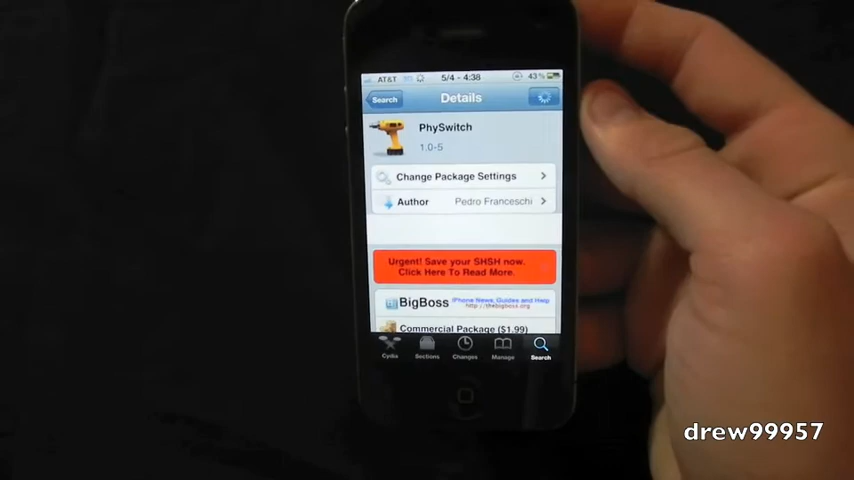 AT&T 3G 5/4 - 4:38 43%
Search
Details
PhySwitch
1.0-5
Change Package Settings
Author Pedro Franceschi
Urgent! Save your SHSH now.
Click Here To Read More.
BigBoss iPhone News, Guides and Help
http://thebigboss.org
Commercial Package ($1.99)
Cydia Sections Changes Manage Search
drew99957